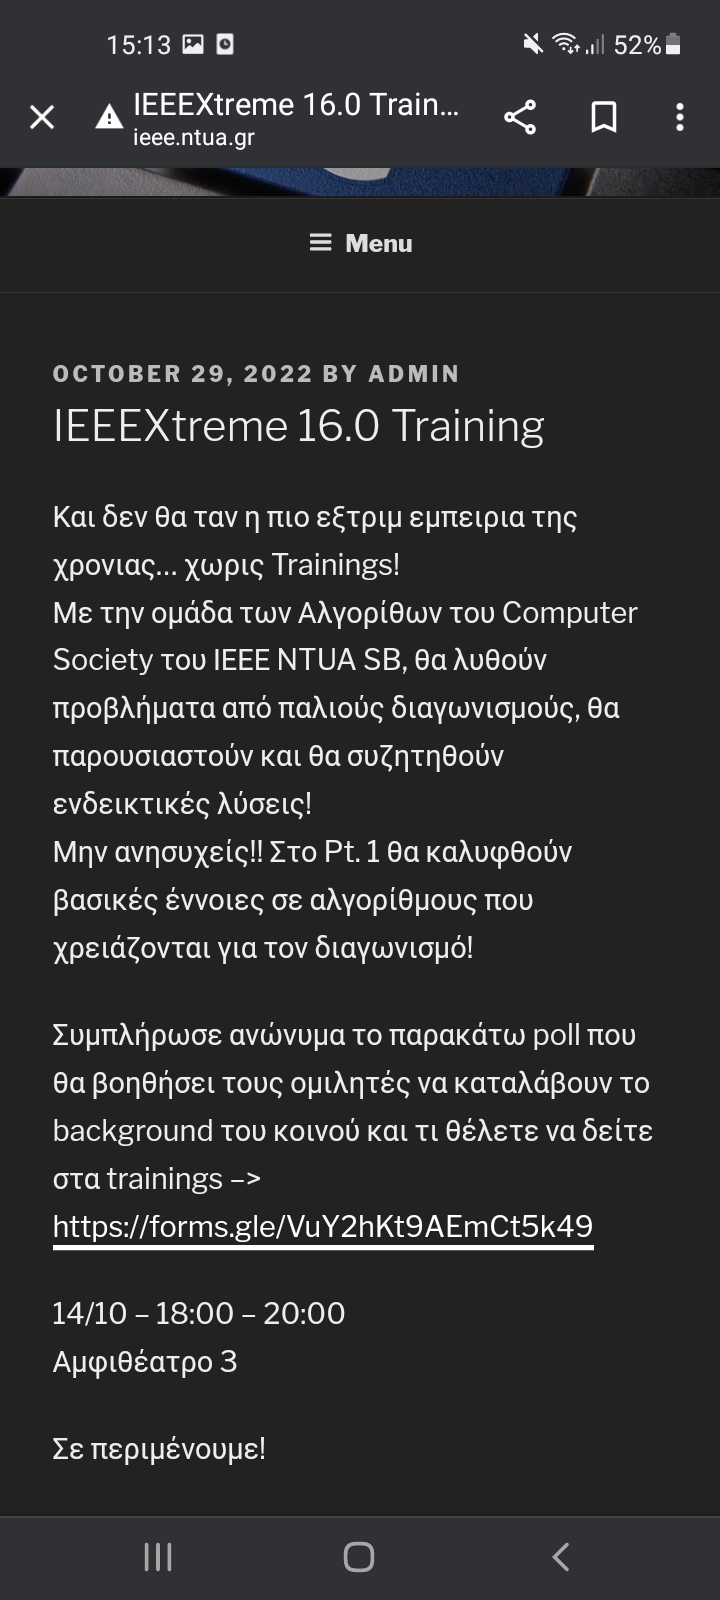 15:13
52%
IEEEXtreme 16.0 Train...
ieee.ntua.gr
Menu
OCTOBER 29, 2022 BY ADMIN
IEEEXtreme 16.0 Training
Και δεν θα ταν η πιο εξτριμ εμπειρια της
χρονιας… χωρις Trainings!
Με την ομάδα των Αλγορίθων του Computer
Society του IEEE NTUA SB, θα λυθούν
προβλήματα από παλιούς διαγωνισμούς, θα
παρουσιαστούν και θα συζητηθούν
ενδεικτικές λύσεις!
Μην ανησυχείς!! Στο Pt. 1 θα καλυφθούν
βασικές έννοιες σε αλγορίθμους που
χρειάζονται για τον διαγωνισμό!
Συμπλήρωσε ανώνυμα το παρακάτω poll που
θα βοηθήσει τους ομιλητές να καταλάβουν το
background του κοινού και τι θέλετε να δείτε
στα trainings –>
https://forms.gle/VuY2hKt9AEmCt5k49
14/10 – 18:00 – 20:00
Αμφιθέατρο 3
Σε περιμένουμε!